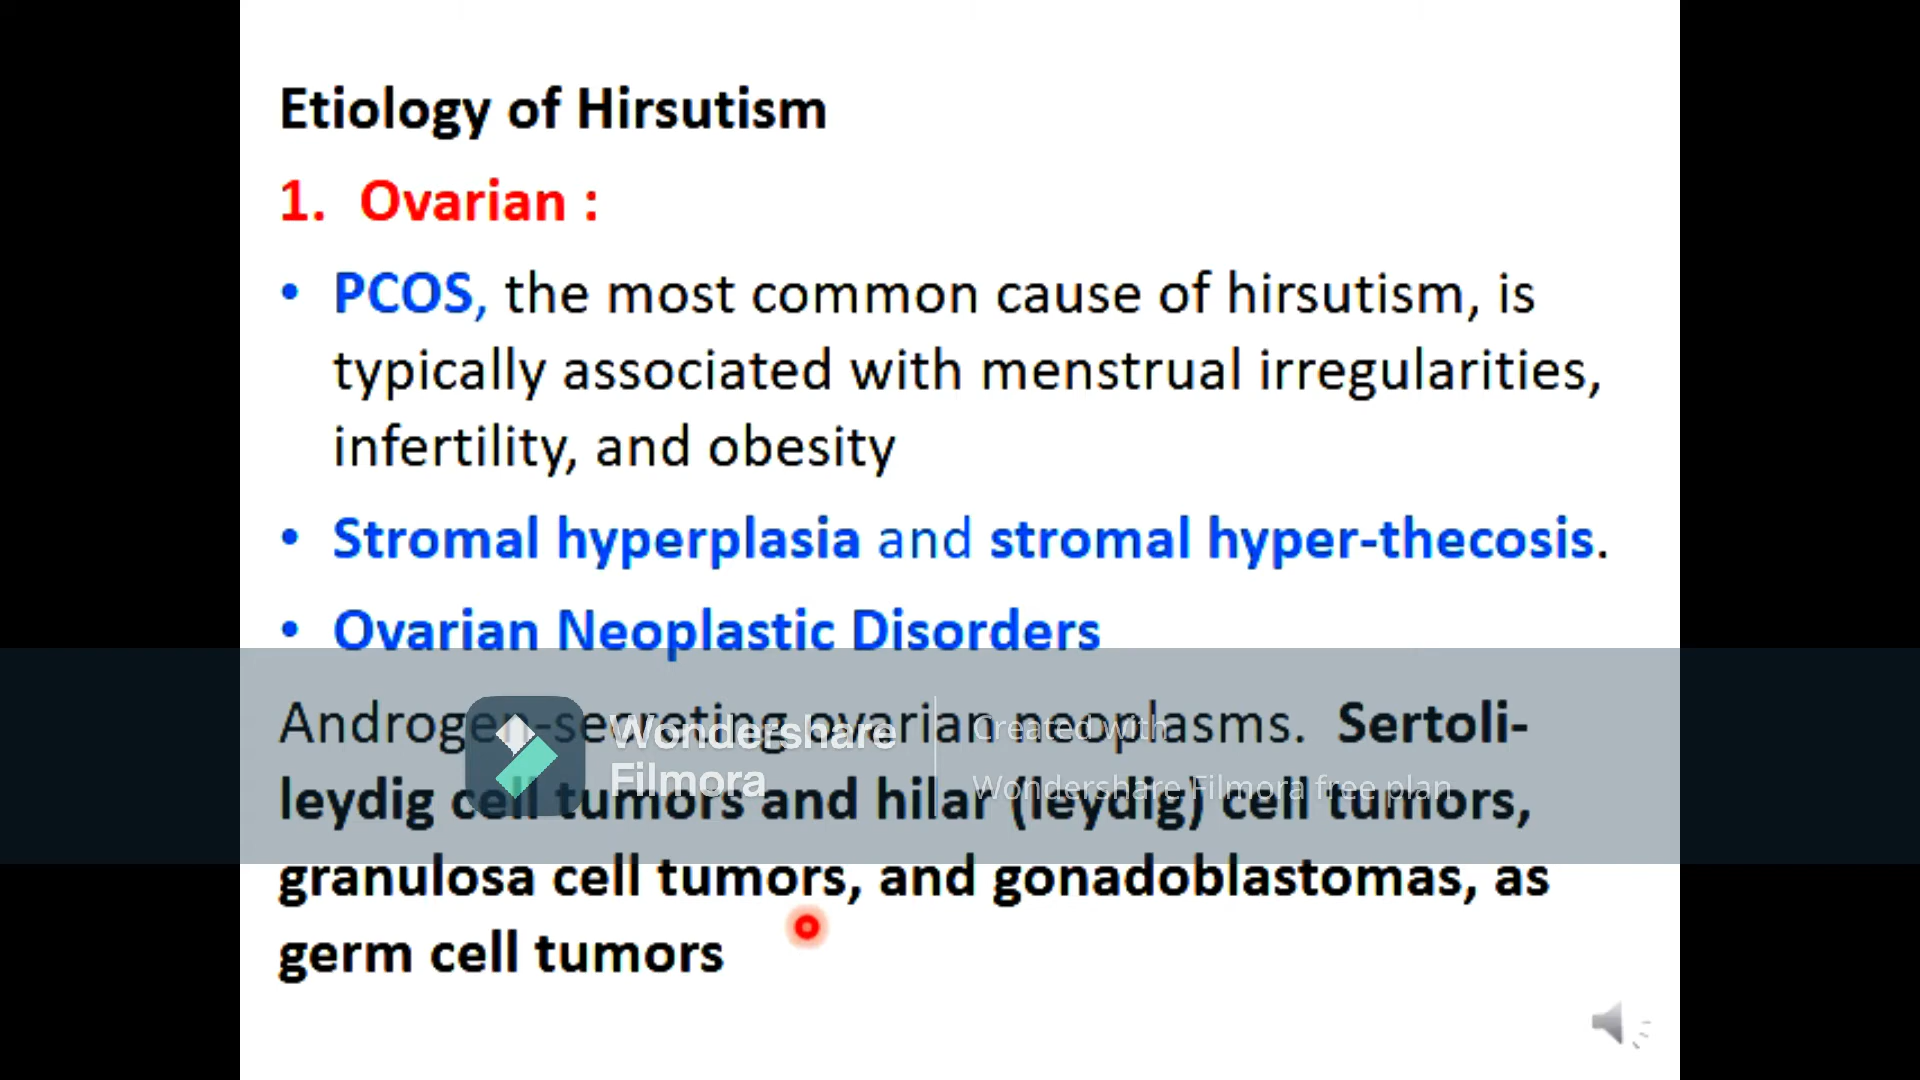 Etiology of Hirsutism
1. Ovarian :
• PCOS, the most common cause of hirsutism, is
typically associated with menstrual irregularities,
infertility, and obesity
• Stromal hyperplasia and stromal hyper-thecosis.
• Ovarian Neoplastic Disorders
Androgen-secreting ovarian neoplasms. Sertoli-
leydig cell tumors and hilar (leydig) cell tumors,
granulosa cell tumors, and gonadoblastomas, as
germ cell tumors
Wondershare
Filmora
Created with
Wondershare Filmora free plan